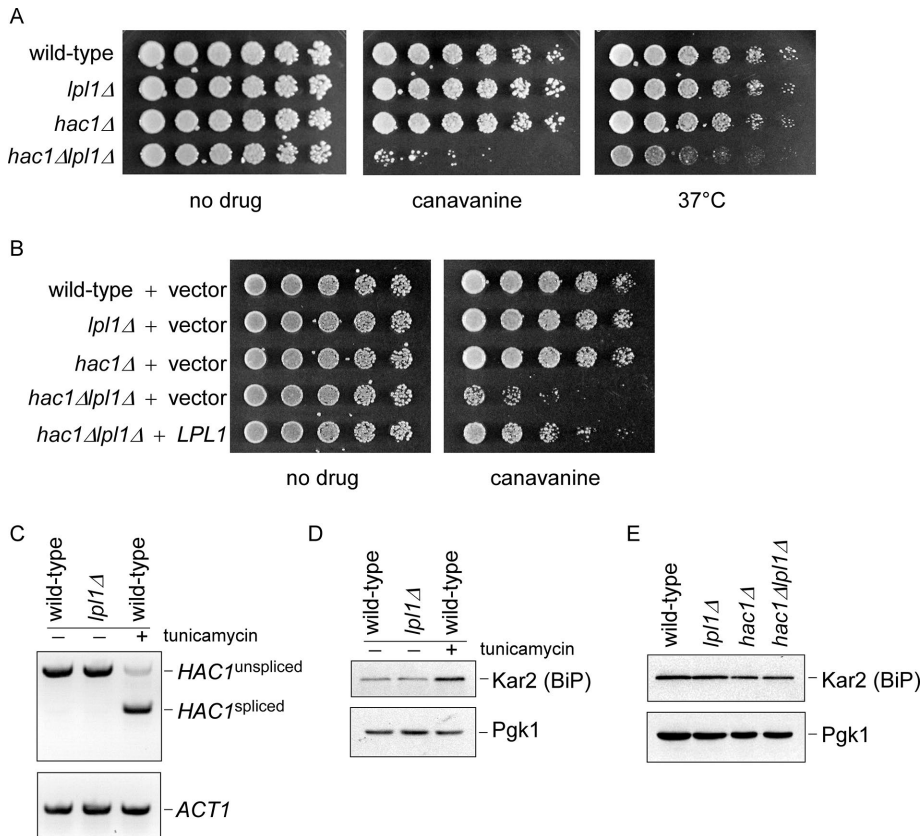 A
wild-type
lpl1Δ
hac1Δ
hac1Δlpl1Δ
no drug canavanine 37°C
B
wild-type + vector
lpl1Δ + vector
hac1Δ + vector
hac1Δlpl1Δ + vector
hac1Δlpl1Δ + LPL1
no drug canavanine
C
wild-type lpl1Δ wild-type
– – + tunicamycin
HAC1unspliced
HAC1spliced
ACT1
D
wild-type lpl1Δ wild-type
– – + tunicamycin
Kar2 (BiP)
Pgk1
E
wild-type lpl1Δ hac1Δ hac1Δlpl1Δ
Kar2 (BiP)
Pgk1